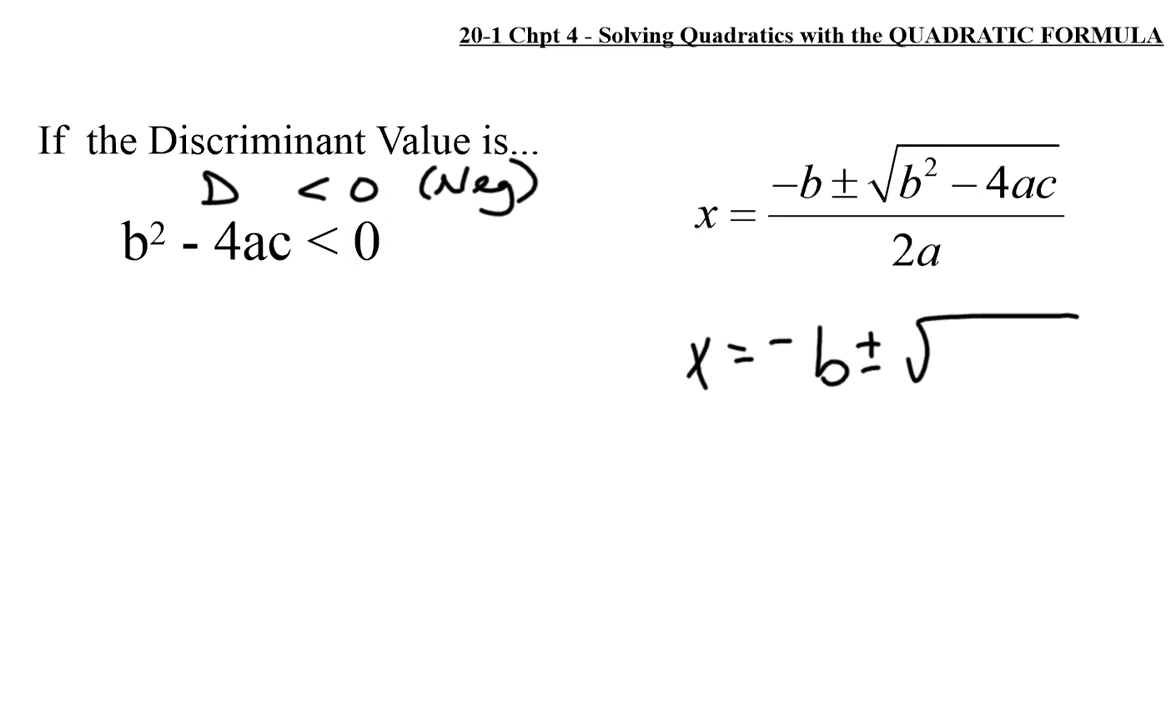 20-1 Chpt 4 - Solving Quadratics with the QUADRATIC FORMULA
If the Discriminant Value is...
D < 0 (Neg)
b² - 4ac < 0
x = (−b ± √(b² − 4ac)) / 2a
x = - b ± √